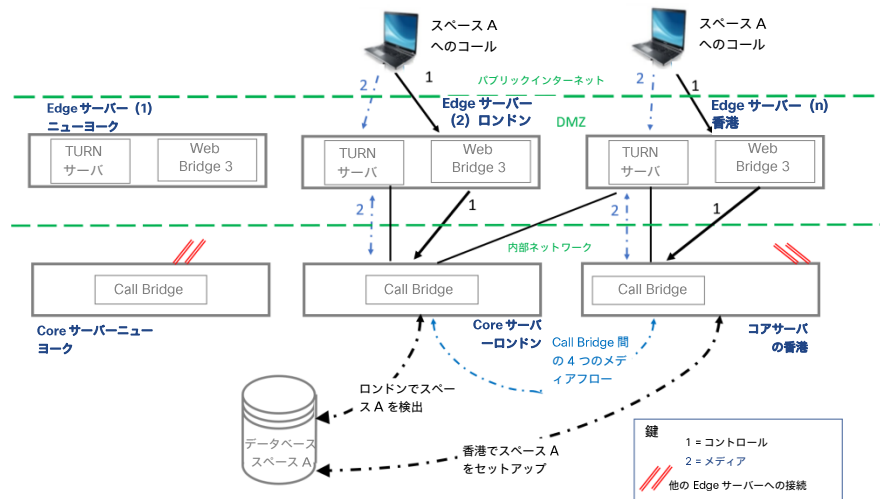 スペース A
へのコール
スペース A
へのコール
1
2
パブリックインターネット
2
1
Edge サーバー（1）
ニューヨーク
Edge サーバー
（2）ロンドン
DMZ
Edge サーバー（n）
香港
TURN
サーバ
Web
Bridge 3
TURN
サーバ
Web
Bridge 3
TURN
サーバ
Web
Bridge 3
2
1
2
1
内部ネットワーク
Call Bridge
Call Bridge
Call Bridge
Core サーバーニュー
ヨーク
Core サーバ
ーロンドン
コアサーバ
の香港
Call Bridge 間
の 4 つのメデ
ィアフロー
ロンドンでスペー
ス A を検出
データベース
スペース A
香港でスペース A
をセットアップ
鍵
1 = コントロール
2 = メディア
他の Edge サーバーへの接続